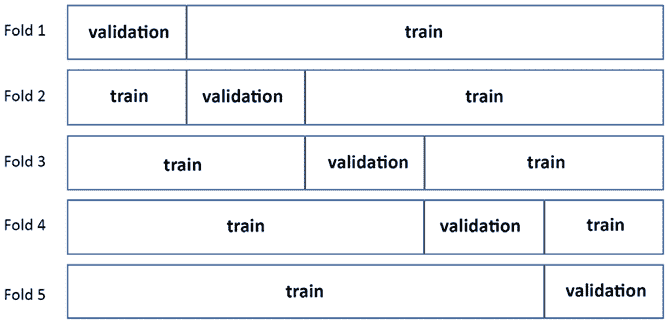 Fold 1 validation train
Fold 2 train validation train
Fold 3 train validation train
Fold 4 train validation train
Fold 5 train validation